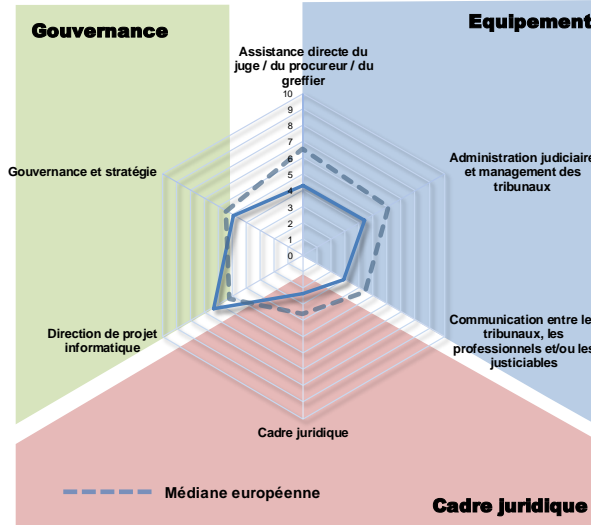 Gouvernance
Equipement
Assistance directe du
juge / du procureur / du
greffier
10
9
8
7
6
5
4
3
2
1
0
Gouvernance et stratégie
Administration judiciaire
et management des
tribunaux
Direction de projet
informatique
Communication entre le
tribunaux, les
professionnels et/ou les
justiciables
Cadre juridique
Médiane européenne
Cadre juridique